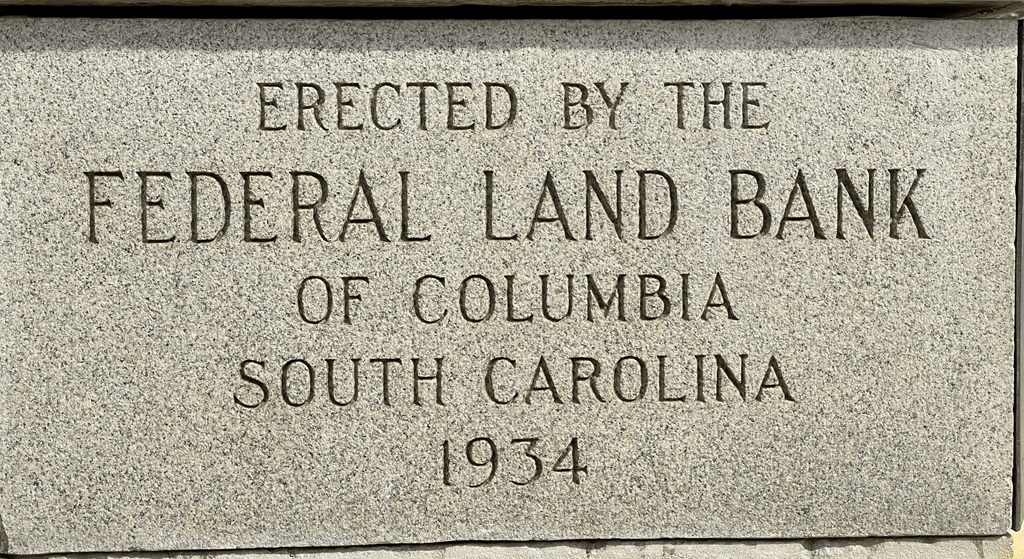 ERECTED BY THE
FEDERAL LAND BANK
OF COLUMBIA
SOUTH CAROLINA
1934